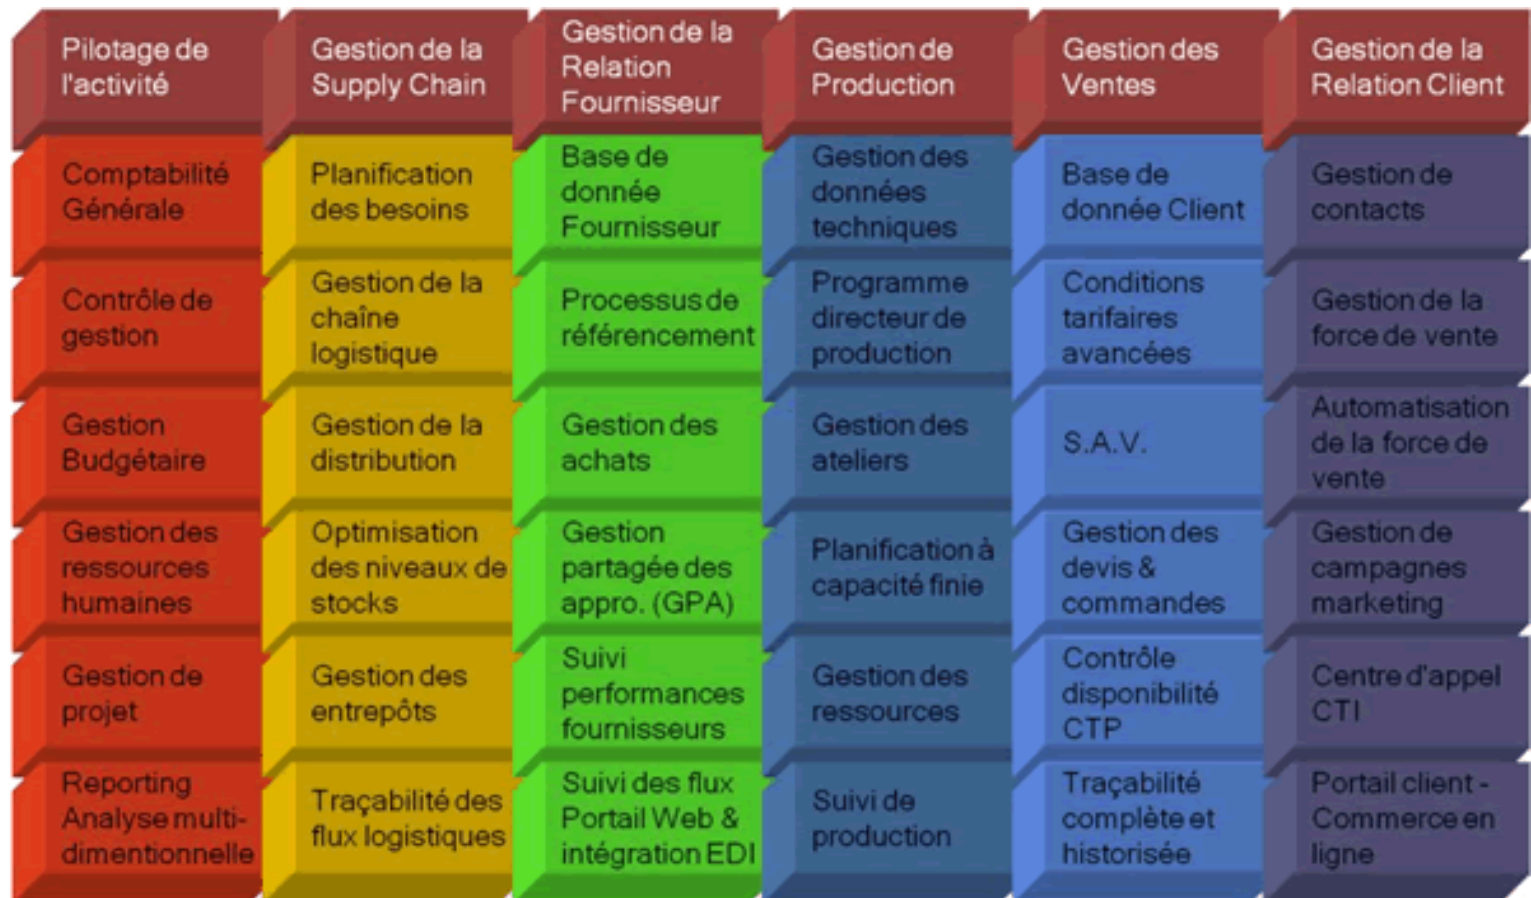 Pilotage de
l'activité
Gestion de la
Supply Chain
Gestion de la
Relation
Fournisseur
Gestion de
Production
Gestion des
Ventes
Gestion de la
Relation Client
Comptabilité
Générale
Planification
des besoins
Base de
donnée
Fournisseur
Gestion des
données
techniques
Base de
donnée Client
Gestion de
contacts
Contrôle de
gestion
Gestion de la
chaîne
logistique
Processus de
référencement
Programme
directeur de
production
Conditions
tarifaires
avancées
Gestion de la
force de vente
Gestion
Budgétaire
Gestion de la
distribution
Gestion des
achats
Gestion des
ateliers
S.A.V.
Automatisation
de la force de
vente
Gestion des
ressources
humaines
Optimisation
des niveaux de
stocks
Gestion
partagée des
appro. (GPA)
Planification à
capacité finie
Gestion des
devis &
commandes
Gestion de
campagnes
marketing
Gestion de
projet
Gestion des
entrepôts
Suivi
performances
fournisseurs
Gestion des
ressources
Contrôle
disponibilité
CTP
Centre d'appel
CTI
Reporting
Analyse multi-
dimentionnelle
Traçabilité des
flux logistiques
Suivi des flux
Portail Web &
intégration EDI
Suivi de
production
Traçabilité
complète et
historisée
Portail client -
Commerce en
ligne